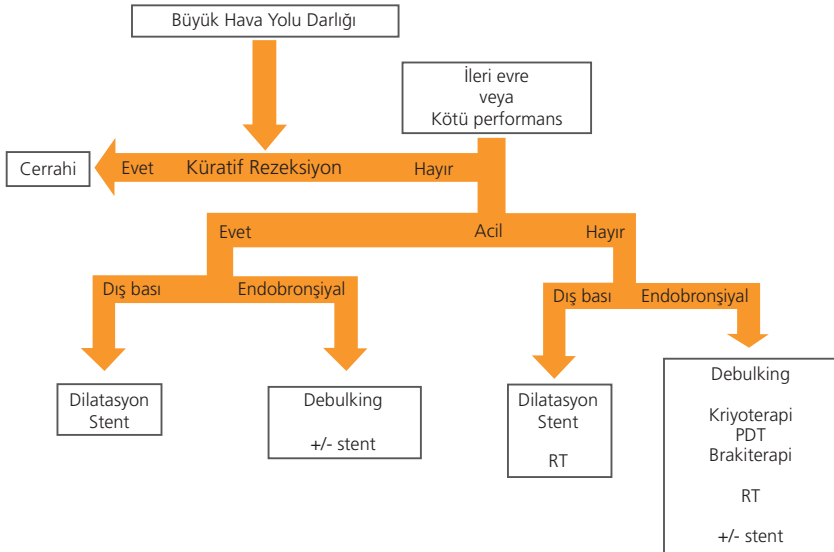 Büyük Hava Yolu Darlığı
İleri evre
veya
Kötü performans
Cerrahi
Evet
Küratif Rezeksiyon
Hayır
Evet
Acil
Hayır
Dış bası
Endobronşiyal
Dış bası
Endobronşiyal
Dilatasyon
Stent
Debulking
+/- stent
Dilatasyon
Stent
RT
Debulking
Kriyoterapi
PDT
Brakiterapi
RT
+/- stent